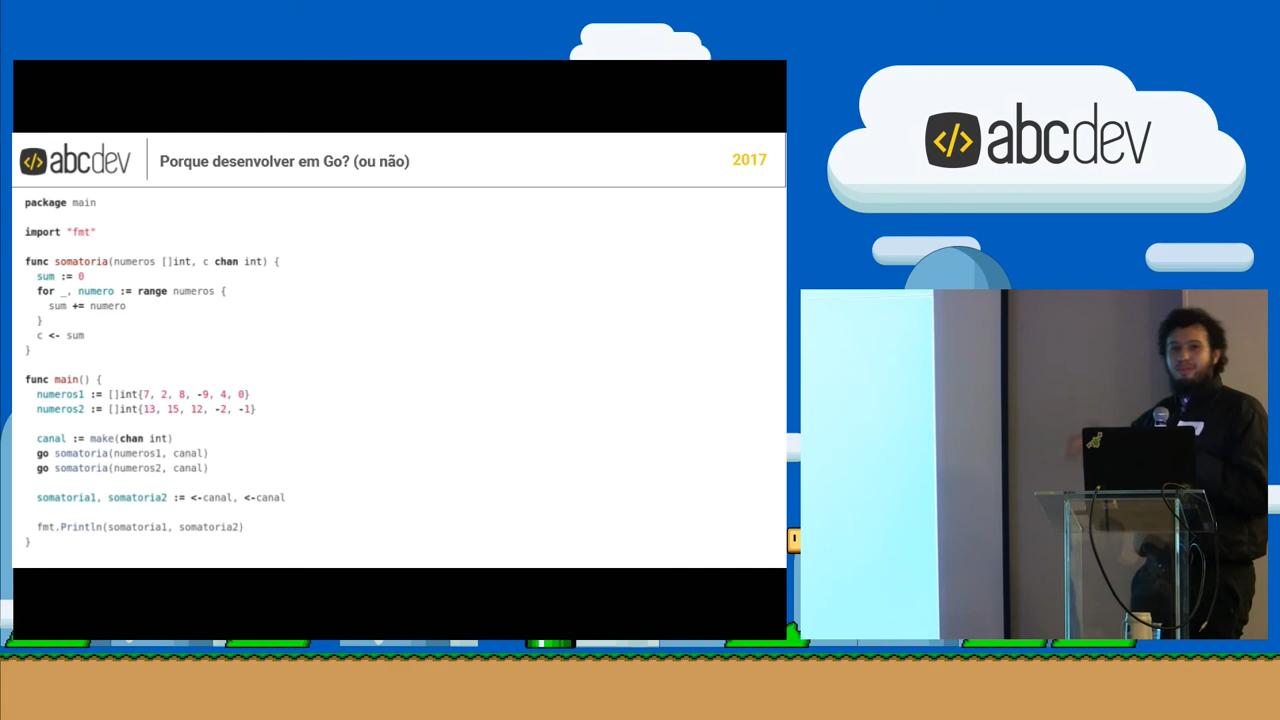 </> abcdev
Porque desenvolver em Go? (ou não)
2017
package main
import "fmt"
func somatoria(numeros []int, c chan int) {
sum := 0
for _, numero := range numeros {
sum += numero
}
c <- sum
}
func main() {
numeros1 := []int{7, 2, 8, -9, 4, 0}
numeros2 := []int{13, 15, 12, -2, -1}
canal := make(chan int)
go somatoria(numeros1, canal)
go somatoria(numeros2, canal)
somatoria1, somatoria2 := <-canal, <-canal
fmt.Println(somatoria1, somatoria2)
}
</> abcdev